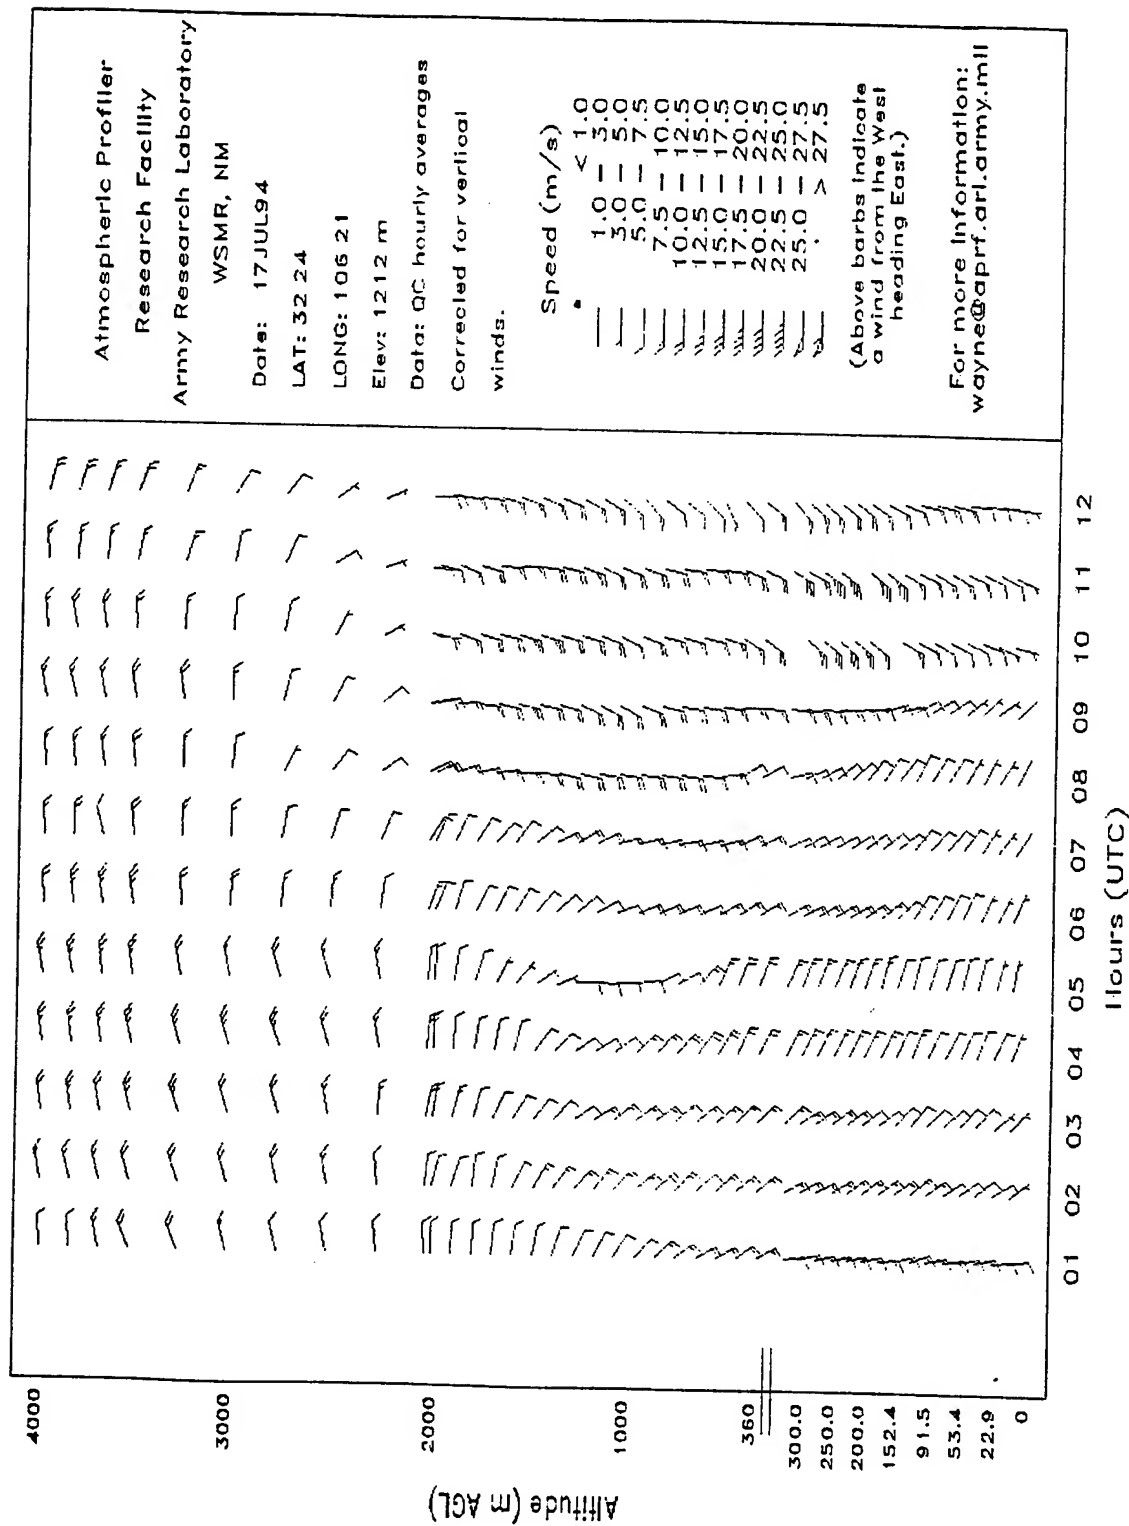 Atmospheric Profiler
Research Facility
Army Research Laboratory
WSMR, NM
Date: 17JUL94
LAT: 32 24
LONG: 106 21
Elev: 1212 m
Data: QC hourly averages
Corrected for vertical
winds.
Speed (m/s)
< 1.0
1.0 — 3.0
3.0 — 5.0
5.0 — 7.5
7.5 — 10.0
10.0 — 12.5
12.5 — 15.0
15.0 — 17.5
17.5 — 20.0
20.0 — 22.5
22.5 — 25.0
25.0 — 27.5
> 27.5
(Above barbs indicate
a wind from the West
heading East.)
For more Information:
wayne@aprf.arl.army.mil
Altitude (m AGL)
4000
3000
2000
1000
360
300.0
250.0
200.0
152.4
91.5
53.4
22.9
0
01 02 03 04 05 06 07 08 09 10 11 12
Hours (UTC)